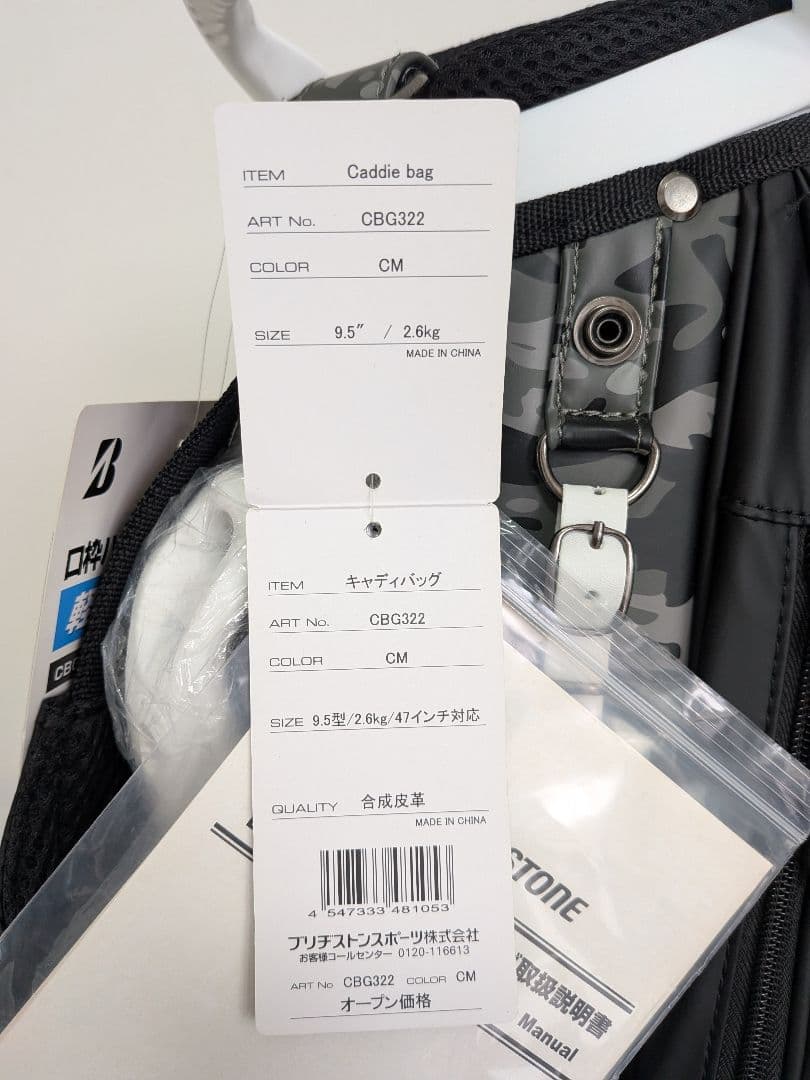 ITEM Caddie bag
ART No. CBG322
COLOR CM
SIZE 9.5″ / 2.6kg
MADE IN CHINA
ITEM キャディバッグ
ART No. CBG322
COLOR CM
SIZE 9.5型/2.6kg/47インチ対応
QUALITY 合成皮革
MADE IN CHINA
4 547333 481053
ブリヂストンスポーツ株式会社
お客様コールセンター 0120-116613
ART No CBG322 COLOR CM
オープン価格
B
口枠
軽
CBG
STONE
取扱説明書
Manual